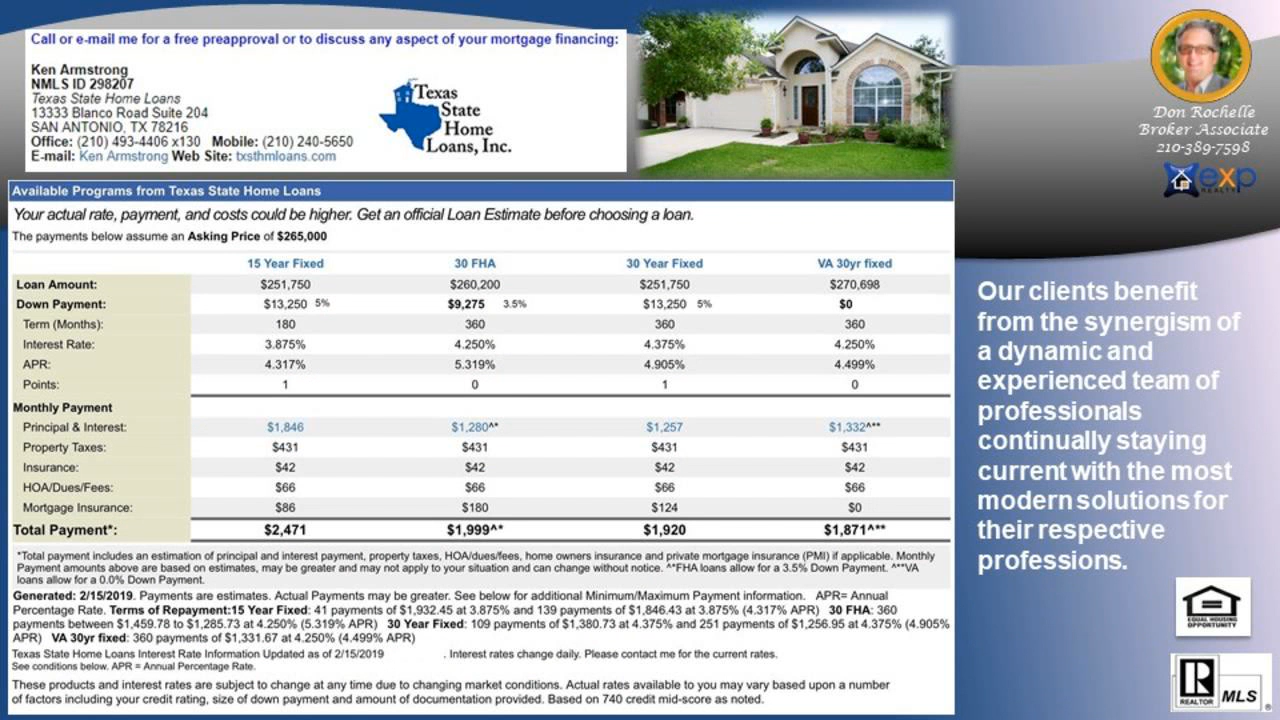 Call or e-mail me for a free preapproval or to discuss any aspect of your mortgage financing:
Ken Armstrong
NMLS ID 298207
Texas State Home Loans
13333 Blanco Road Suite 204
SAN ANTONIO, TX 78216
Office: (210) 493-4406 x130 Mobile: (210) 240-5650
E-mail: Ken Armstrong Web Site: txsthmloans.com
Texas
State
Home
Loans, Inc.
Don Rochelle
Broker Associate
210-389-7598
exp
REALTY
Available Programs from Texas State Home Loans
Your actual rate, payment, and costs could be higher. Get an official Loan Estimate before choosing a loan.
The payments below assume an Asking Price of $265,000
15 Year Fixed 30 FHA 30 Year Fixed VA 30yr fixed
Loan Amount: $251,750 $260,200 $251,750 $270,698
Down Payment: $13,250 5% $9,275 3.5% $13,250 5% $0
Term (Months): 180 360 360 360
Interest Rate: 3.875% 4.250% 4.375% 4.250%
APR: 4.317% 5.319% 4.905% 4.499%
Points: 1 0 1 0
Monthly Payment
Principal & Interest: $1,846 $1,280^* $1,257 $1,332^**
Property Taxes: $431 $431 $431 $431
Insurance: $42 $42 $42 $42
HOA/Dues/Fees: $66 $66 $66 $66
Mortgage Insurance: $86 $180 $124 $0
Total Payment*: $2,471 $1,999^* $1,920 $1,871^**
*Total payment includes an estimation of principal and interest payment, property taxes, HOA/dues/fees, home owners insurance and private mortgage insurance (PMI) if applicable. Monthly
Payment amounts above are based on estimates, may be greater and may not apply to your situation and can change without notice. ^*FHA loans allow for a 3.5% Down Payment. ^**VA
loans allow for a 0.0% Down Payment.
Generated: 2/15/2019. Payments are estimates. Actual Payments may be greater. See below for additional Minimum/Maximum Payment information. APR= Annual
Percentage Rate. Terms of Repayment:15 Year Fixed: 41 payments of $1,932.45 at 3.875% and 139 payments of $1,846.43 at 3.875% (4.317% APR) 30 FHA: 360
payments between $1,459.78 to $1,285.73 at 4.250% (5.319% APR) 30 Year Fixed: 109 payments of $1,380.73 at 4.375% and 251 payments of $1,256.95 at 4.375% (4.905%
APR) VA 30yr fixed: 360 payments of $1,331.67 at 4.250% (4.499% APR)
Texas State Home Loans Interest Rate Information Updated as of 2/15/2019 . Interest rates change daily. Please contact me for the current rates.
See conditions below. APR = Annual Percentage Rate.
These products and interest rates are subject to change at any time due to changing market conditions. Actual rates available to you may vary based upon a number
of factors including your credit rating, size of down payment and amount of documentation provided. Based on 740 credit mid-score as noted.
Our clients benefit
from the synergism of
a dynamic and
experienced team of
professionals
continually staying
current with the most
modern solutions for
their respective
professions.
EQUAL HOUSING
OPPORTUNITY
R
REALTOR MLS ®